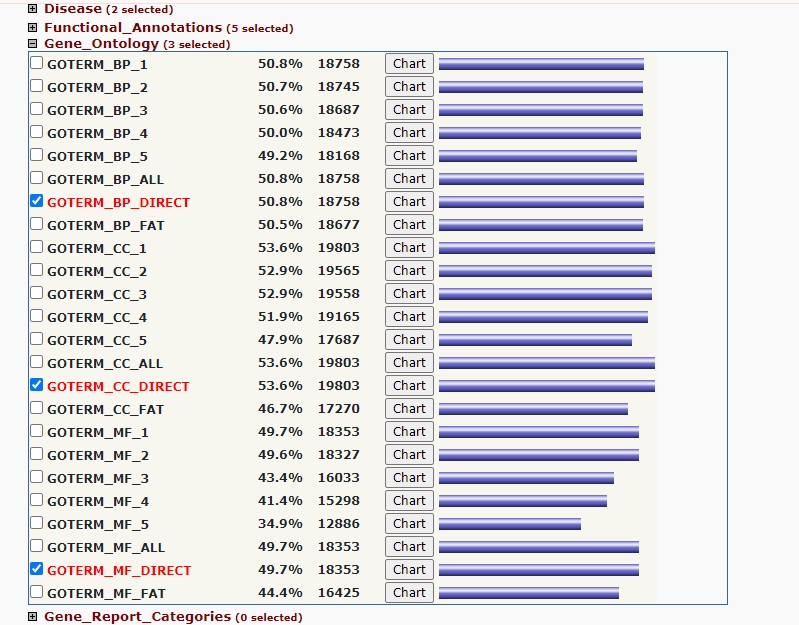 Disease (2 selected)
Functional_Annotations (5 selected)
Gene_Ontology (3 selected)
GOTERM_BP_1 50.8% 18758 Chart
GOTERM_BP_2 50.7% 18745 Chart
GOTERM_BP_3 50.6% 18687 Chart
GOTERM_BP_4 50.0% 18473 Chart
GOTERM_BP_5 49.2% 18168 Chart
GOTERM_BP_ALL 50.8% 18758 Chart
GOTERM_BP_DIRECT 50.8% 18758 Chart
GOTERM_BP_FAT 50.5% 18677 Chart
GOTERM_CC_1 53.6% 19803 Chart
GOTERM_CC_2 52.9% 19565 Chart
GOTERM_CC_3 52.9% 19558 Chart
GOTERM_CC_4 51.9% 19165 Chart
GOTERM_CC_5 47.9% 17687 Chart
GOTERM_CC_ALL 53.6% 19803 Chart
GOTERM_CC_DIRECT 53.6% 19803 Chart
GOTERM_CC_FAT 46.7% 17270 Chart
GOTERM_MF_1 49.7% 18353 Chart
GOTERM_MF_2 49.6% 18327 Chart
GOTERM_MF_3 43.4% 16033 Chart
GOTERM_MF_4 41.4% 15298 Chart
GOTERM_MF_5 34.9% 12886 Chart
GOTERM_MF_ALL 49.7% 18353 Chart
GOTERM_MF_DIRECT 49.7% 18353 Chart
GOTERM_MF_FAT 44.4% 16425 Chart
Gene_Report_Categories (0 selected)